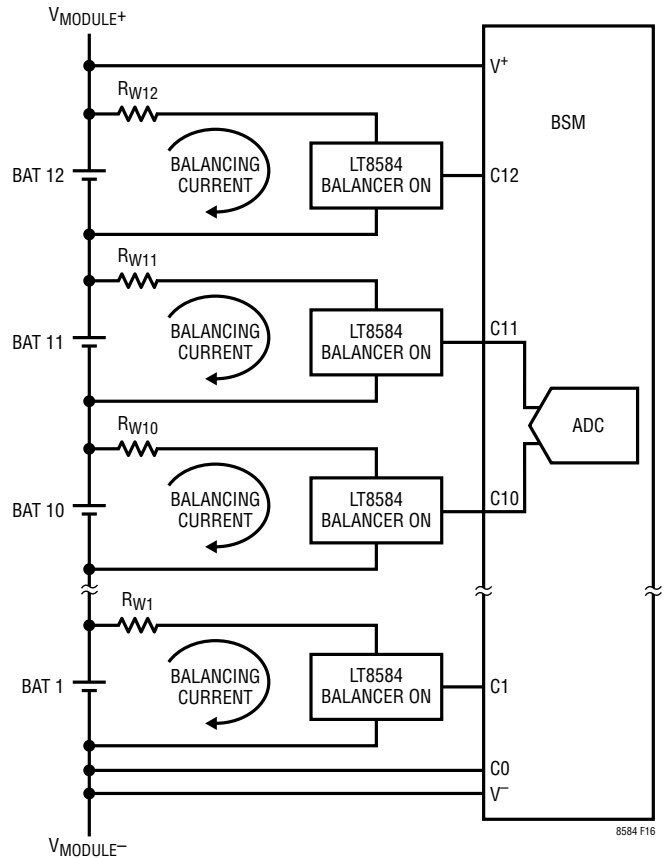 VMODULE+
V+
BSM
RW12
BALANCING
CURRENT
LT8584
BALANCER ON
BAT 12
C12
RW11
BALANCING
CURRENT
LT8584
BALANCER ON
BAT 11
C11
ADC
RW10
BALANCING
CURRENT
LT8584
BALANCER ON
BAT 10
C10
RW1
BALANCING
CURRENT
LT8584
BALANCER ON
BAT 1
C1
C0
V–
8584 F16
VMODULE–